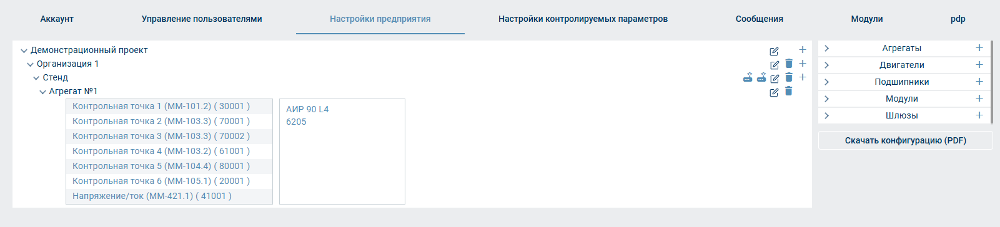 Аккаунт Управление пользователями Настройки предприятия Настройки контролируемых параметров Сообщения Модули pdp
Демонстрационный проект
Организация 1
Стенд
Агрегат №1
Контрольная точка 1 (ММ-101.2) ( 30001 )
Контрольная точка 2 (ММ-103.3) ( 70001 )
Контрольная точка 3 (ММ-103.3) ( 70002 )
Контрольная точка 4 (ММ-103.2) ( 61001 )
Контрольная точка 5 (ММ-104.4) ( 80001 )
Контрольная точка 6 (ММ-105.1) ( 20001 )
Напряжение/ток (ММ-421.1) ( 41001 )
АИР 90 L4
6205
Агрегаты
Двигатели
Подшипники
Модули
Шлюзы
Скачать конфигурацию (PDF)